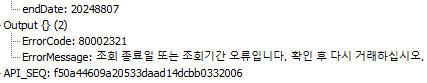 endDate: 20248807
Output {} (2)
ErrorCode: 80002321
ErrorMessage: 조회 종료일 또는 조회기간 오류입니다. 확인 후 다시 거래하십시오.
API_SEQ: f50a44609a20533daad14dcbb0332006